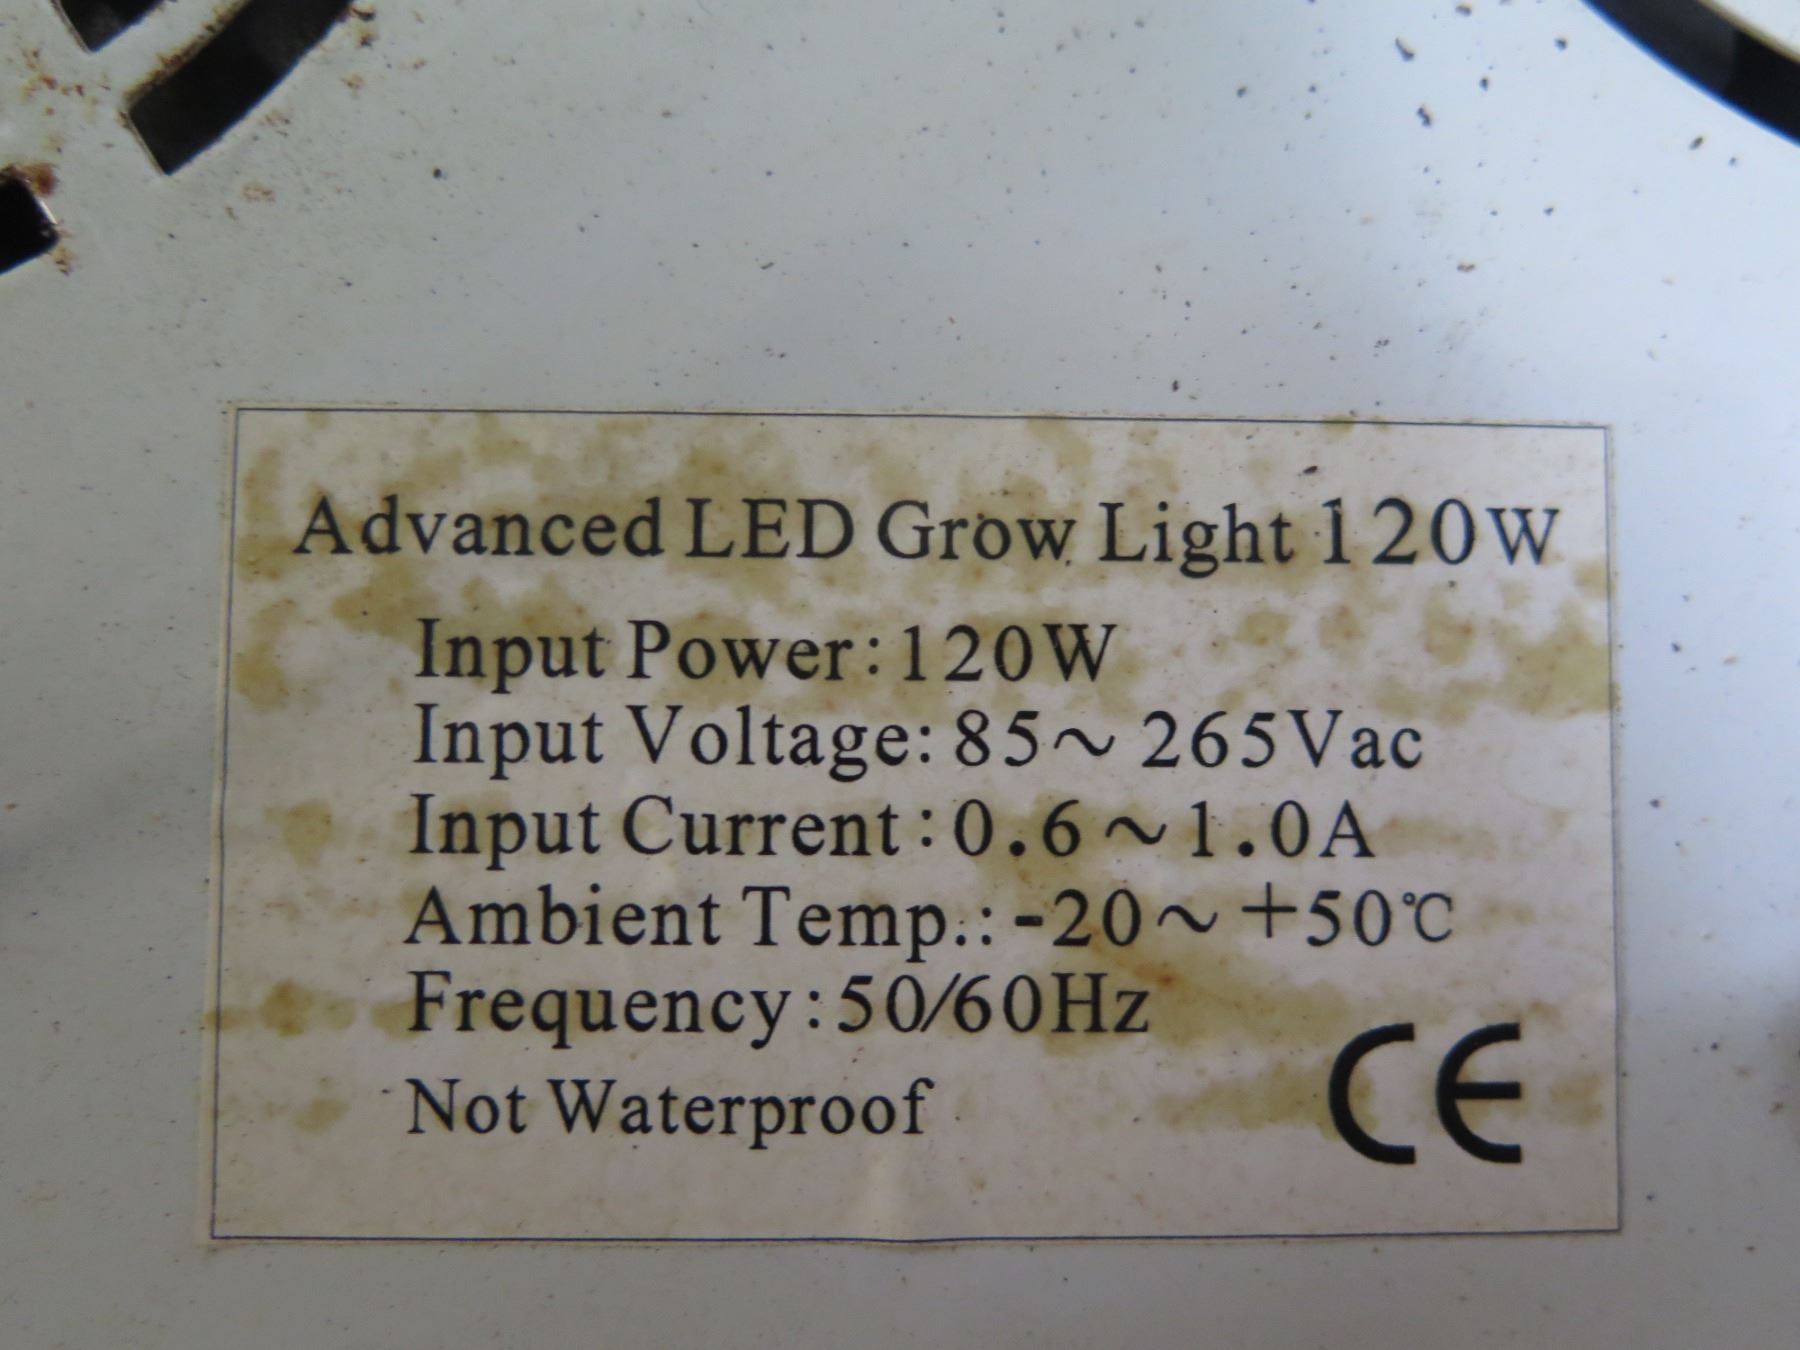 Advanced LED Grow Light 120W
Input Power:120W
Input Voltage: 85～265Vac
Input Current:0.6～1.0A
Ambient Temp.: -20～+50℃
Frequency:50/60Hz
Not Waterproof
CE